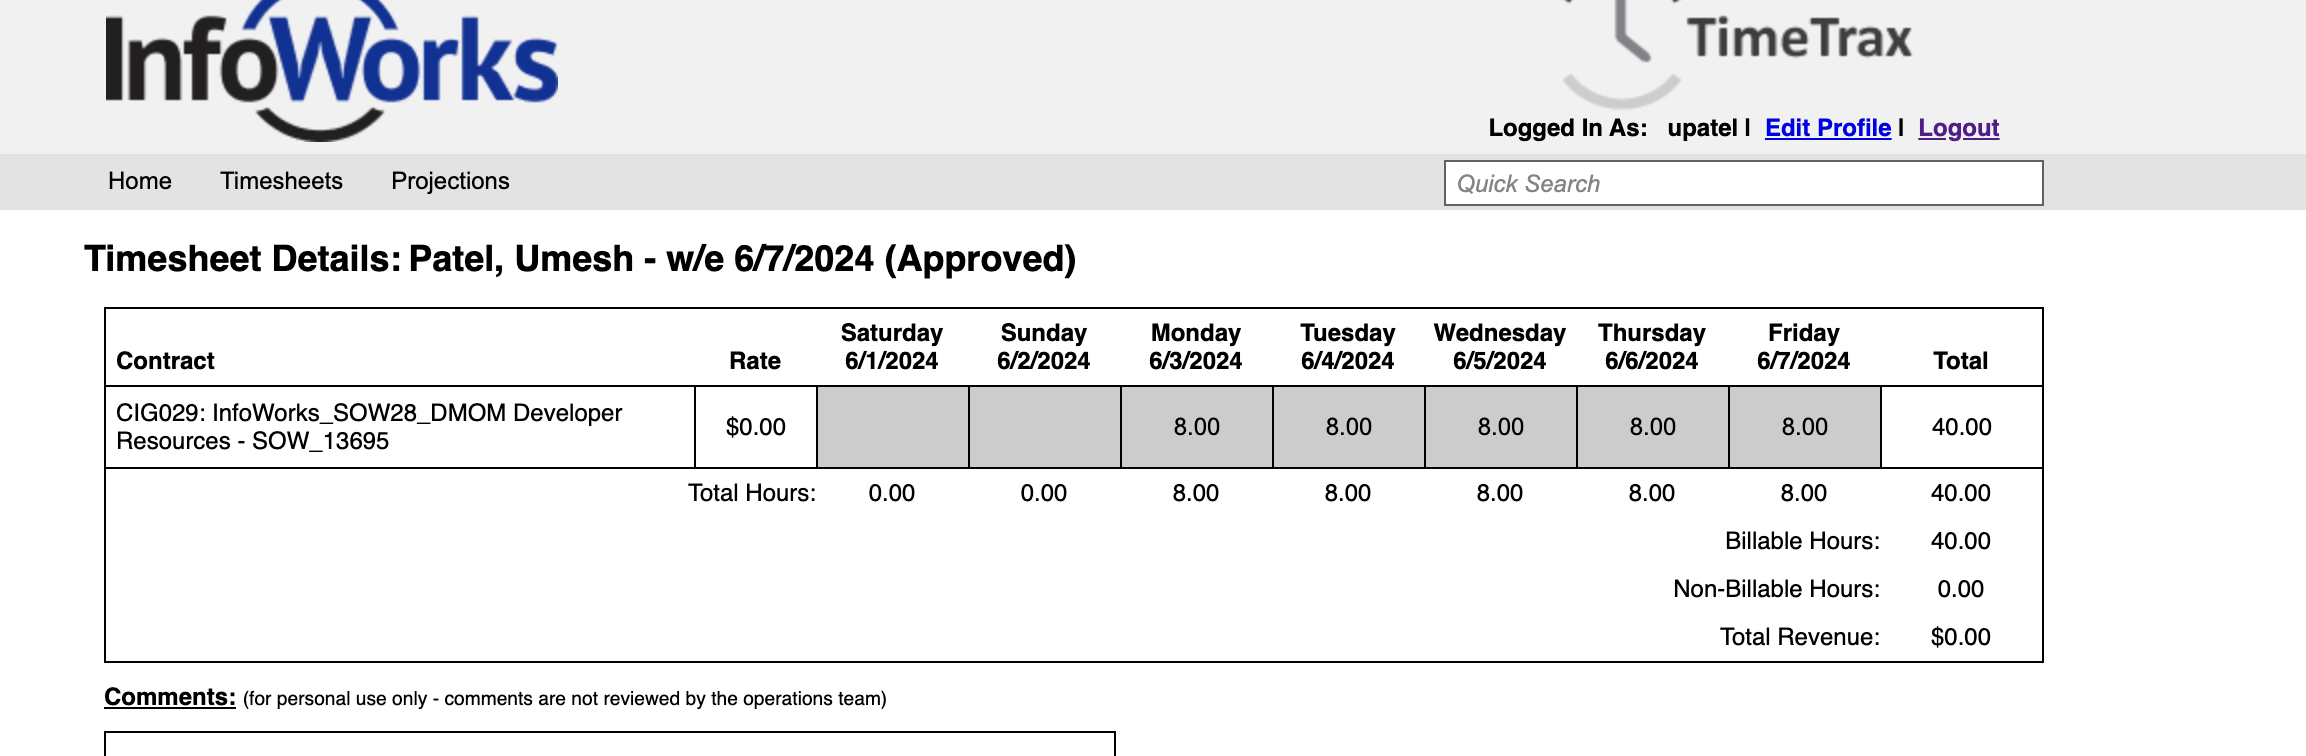 InfoWorks
TimeTrax
Logged In As: upatel | Edit Profile | Logout
Home Timesheets Projections
Quick Search
Timesheet Details: Patel, Umesh - w/e 6/7/2024 (Approved)
Contract Rate Saturday 6/1/2024 Sunday 6/2/2024 Monday 6/3/2024 Tuesday 6/4/2024 Wednesday 6/5/2024 Thursday 6/6/2024 Friday 6/7/2024 Total
CIG029: InfoWorks_SOW28_DMOM Developer
Resources - SOW_13695
$0.00 8.00 8.00 8.00 8.00 8.00 40.00
Total Hours: 0.00 0.00 8.00 8.00 8.00 8.00 8.00 40.00
Billable Hours: 40.00
Non-Billable Hours: 0.00
Total Revenue: $0.00
Comments: (for personal use only - comments are not reviewed by the operations team)